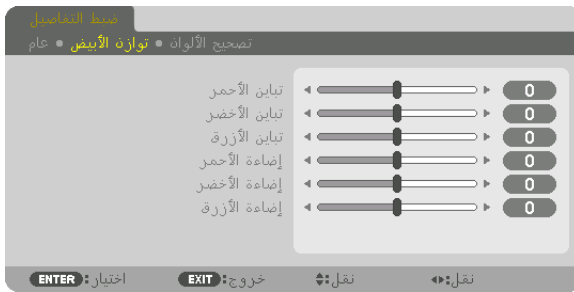 ضبط التفاصيل
عام • توازن الأبيض • تصحيح الألوان
تباين الأحمر 0
تباين الأخضر 0
تباين الأزرق 0
إضاءة الأحمر 0
إضاءة الأخضر 0
إضاءة الأزرق 0
ENTER :اختيار EXIT :خروج نقل: نقل: